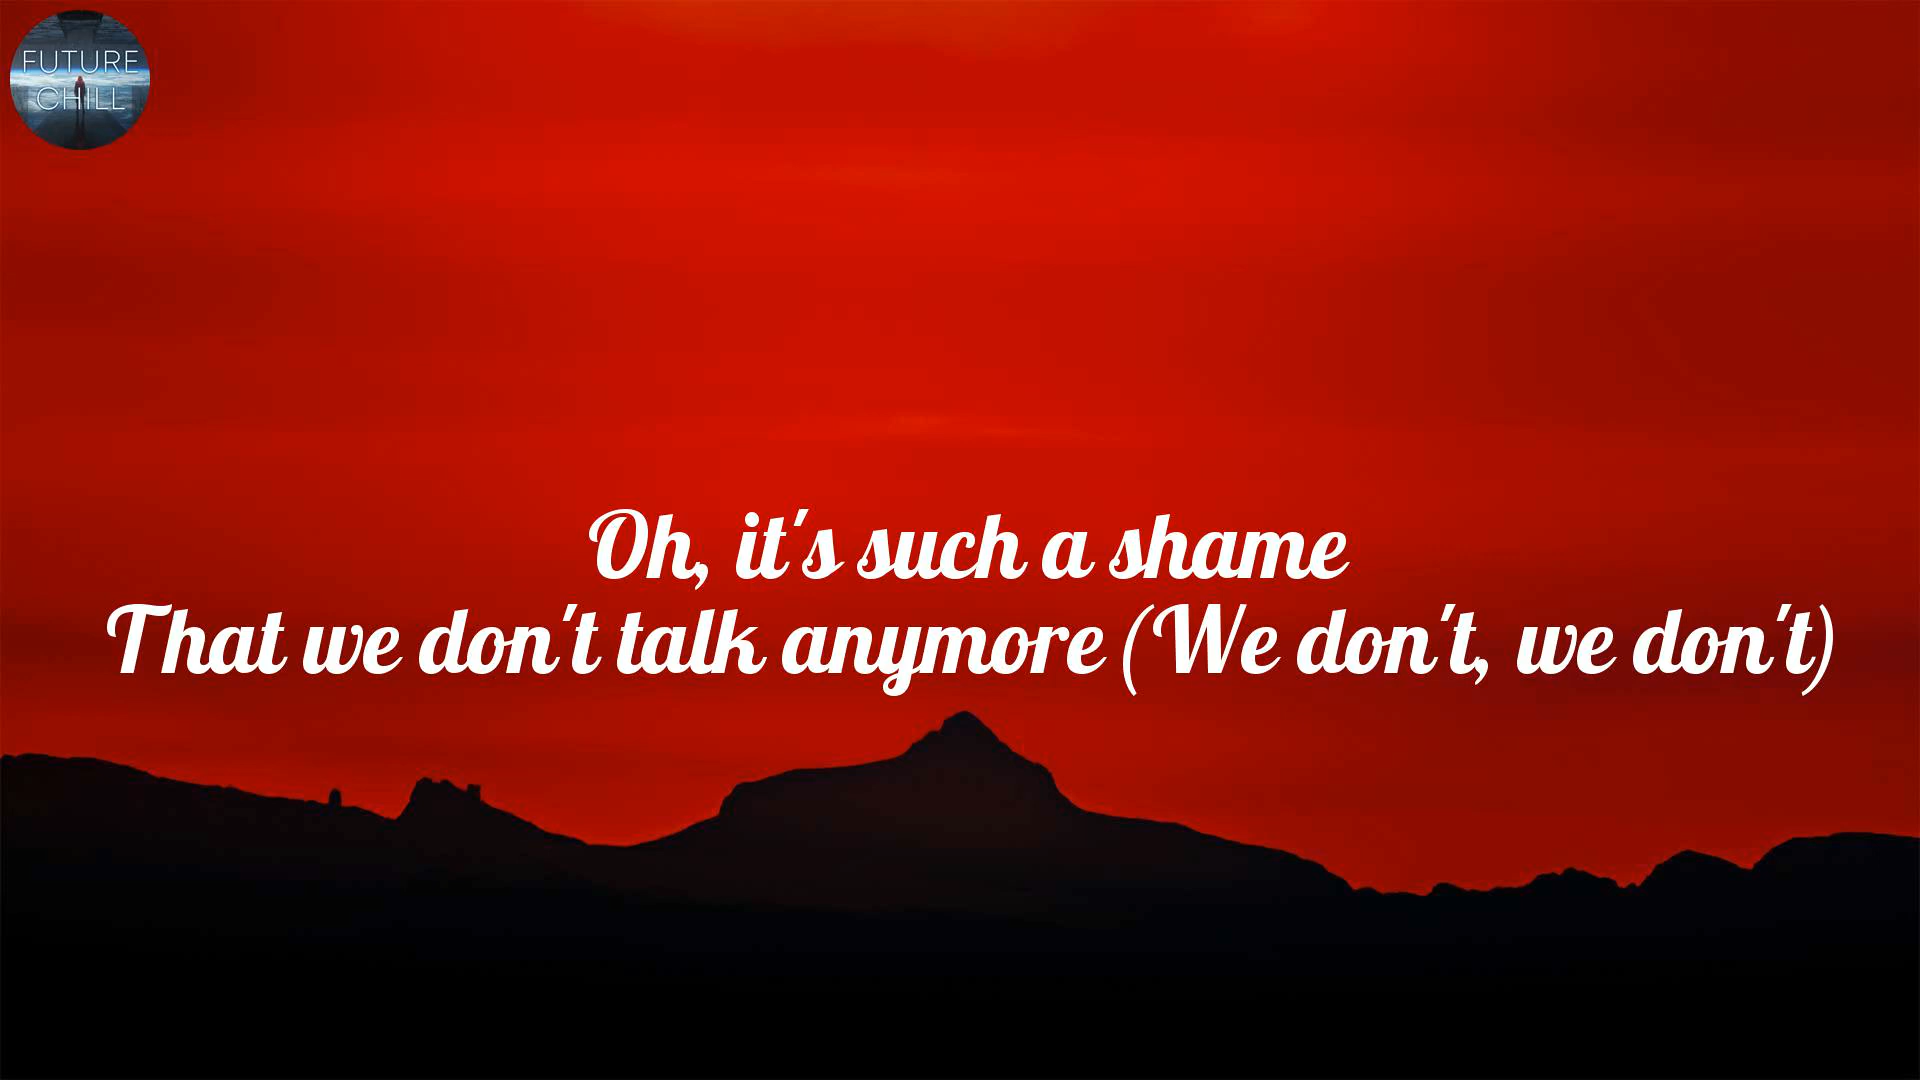 FUTURE
CHILL
Oh, it's such a shame
That we don't talk anymore (We don't, we don't)